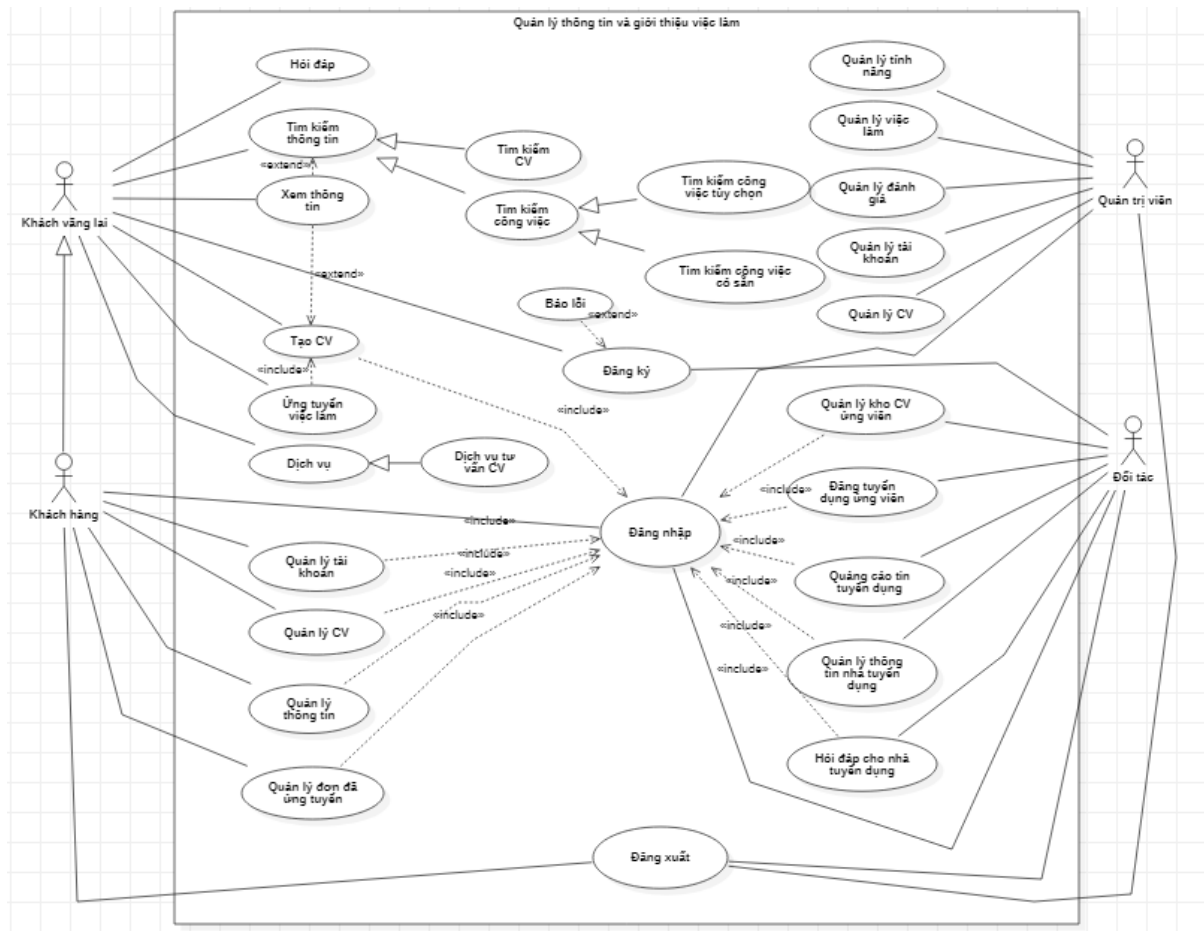 Quản lý thông tin và giới thiệu việc làm
Hỏi đáp
Tìm kiếm
thông tin
«extend»
Xem thông
tin
Tìm kiếm
CV
Tìm kiếm
công việc
Tìm kiếm công
việc tùy chọn
Tìm kiếm công việc
có sẵn
Quản lý tính
năng
Quản lý việc
làm
Quản lý đánh
giá
Quản lý tài
khoản
Quản lý CV
Khách vãng lai
Quản trị viên
«extend»
Báo lỗi
«extend»
Tạo CV
Đăng ký
«include»
Ứng tuyển
việc làm
«include»
Dịch vụ
Dịch vụ tư
vấn CV
Quản lý kho CV
ứng viên
Đăng tuyển
dụng ứng viên
«include»
Đối tác
Khách hàng
«include»
Đăng nhập
«include»
Quản lý tài
khoản
«include»
«include»
Quảng cáo tin
tuyển dụng
«include»
«include»
Quản lý CV
«include»
Quản lý thông
tin nhà tuyển
dụng
«include»
Quản lý
thông tin
Hỏi đáp cho nhà
tuyển dụng
Quản lý đơn đã
ứng tuyển
Đăng xuất